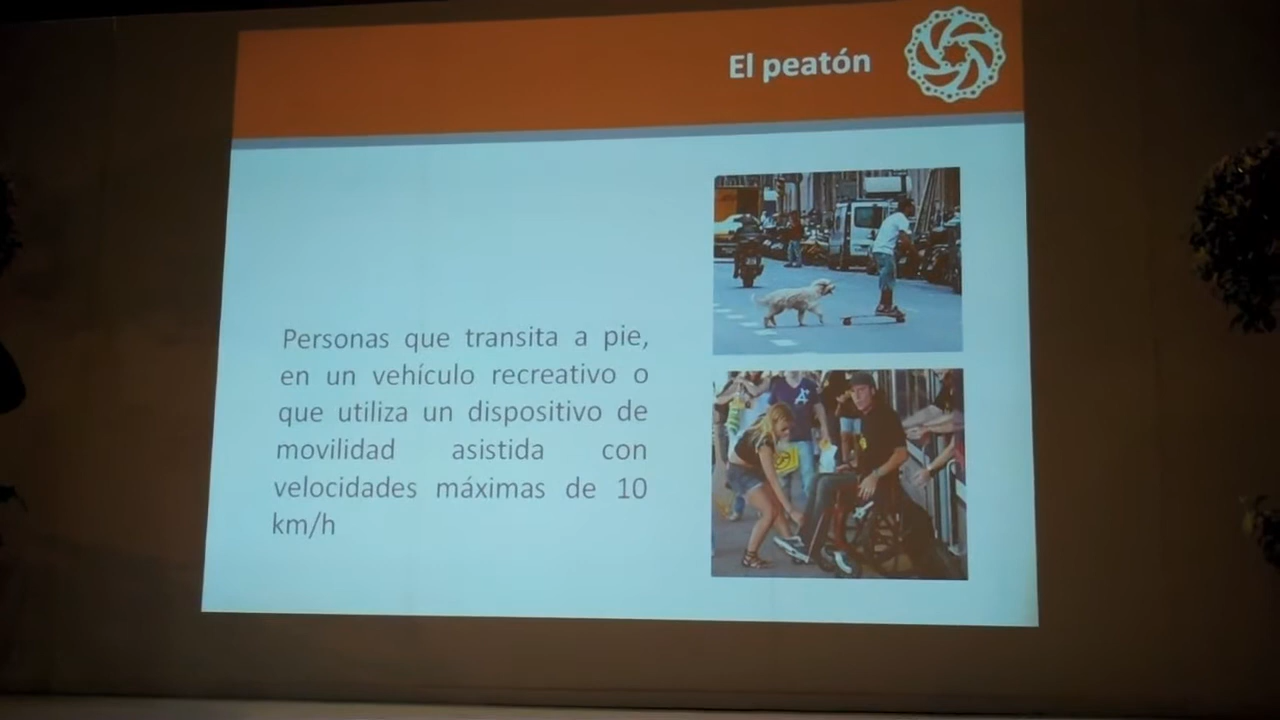 El peatón
Personas que transita a pie,
en un vehículo recreativo o
que utiliza un dispositivo de
movilidad asistida con
velocidades máximas de 10
km/h